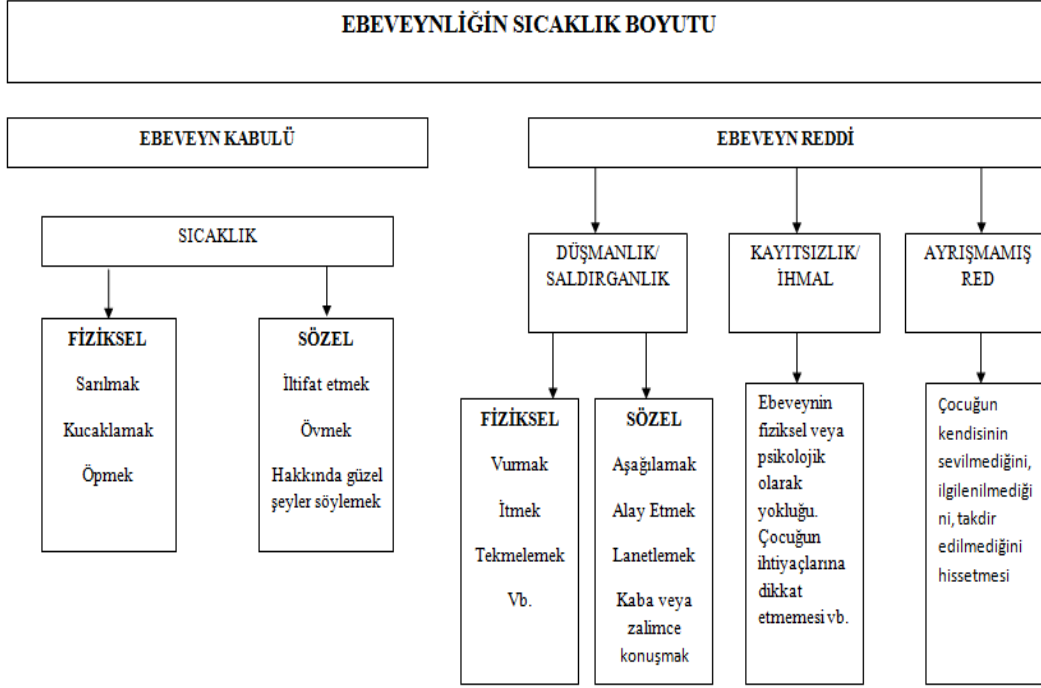 EBEVEYNLİĞİN SICAKLIK BOYUTU
EBEVEYN KABULÜ
EBEVEYN REDDİ
SICAKLIK
DÜŞMANLIK/
SALDIRGANLIK
KAYITSIZLIK/
İHMAL
AYRIŞMAMIŞ
RED
FİZİKSEL
Sarılmak
Kucaklamak
Öpmek
SÖZEL
İltifat etmek
Övmek
Hakkında güzel
şeyler söylemek
FİZİKSEL
Vurmak
İtmek
Tekmelemek
Vb.
SÖZEL
Aşağılamak
Alay Etmek
Lanetlemek
Kaba veya
zalimce
konuşmak
Ebeveynin
fiziksel veya
psikolojik
olarak
yokluğu.
Çocuğun
ihtiyaçlarına
dikkat
etmemesi vb.
Çocuğun
kendisinin
sevilmediğini,
ilgilenilmediği
ni, takdir
edilmediğini
hissetmesi